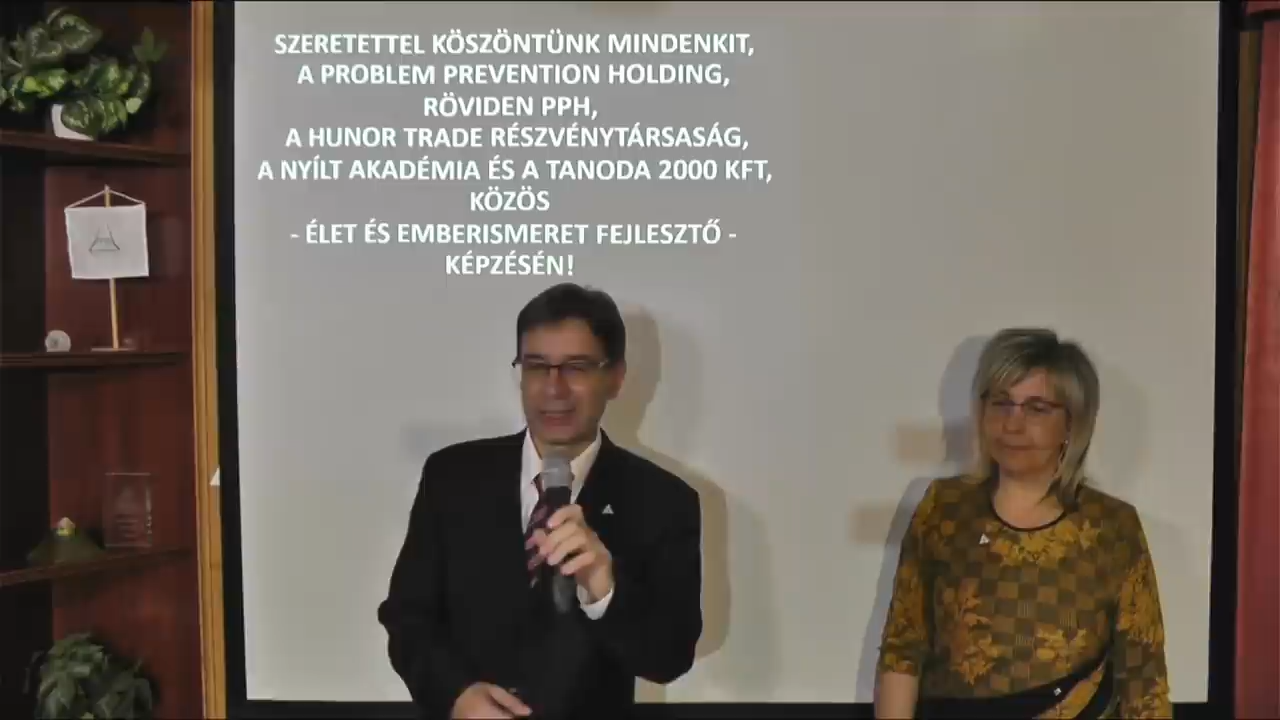 SZERETETTEL KÖSZÖNTÜNK MINDENKIT,
A PROBLEM PREVENTION HOLDING,
RÖVIDEN PPH,
A HUNOR TRADE RÉSZVÉNYTÁRSASÁG,
A NYÍLT AKADÉMIA ÉS A TANODA 2000 KFT,
KÖZÖS
- ÉLET ÉS EMBERISMERET FEJLESZTŐ -
KÉPZÉSÉN!